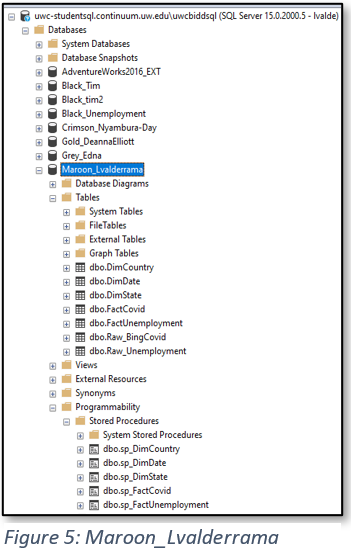 uwc-studentsql.continuum.uw.edu\uwcbiddsql (SQL Server 15.0.2000.5 - lvalde)
Databases
System Databases
Database Snapshots
AdventureWorks2016_EXT
Black_Tim
Black_tim2
Black_Unemployment
Crimson_Nyambura-Day
Gold_DeannaElliott
Grey_Edna
Maroon_Lvalderrama
Database Diagrams
Tables
System Tables
FileTables
External Tables
Graph Tables
dbo.DimCountry
dbo.DimDate
dbo.DimState
dbo.FactCovid
dbo.FactUnemployment
dbo.Raw_BingCovid
dbo.Raw_Unemployment
Views
External Resources
Synonyms
Programmability
Stored Procedures
System Stored Procedures
dbo.sp_DimCountry
dbo.sp_DimDate
dbo.sp_DimState
dbo.sp_FactCovid
dbo.sp_FactUnemployment
Figure 5: Maroon_Lvalderrama